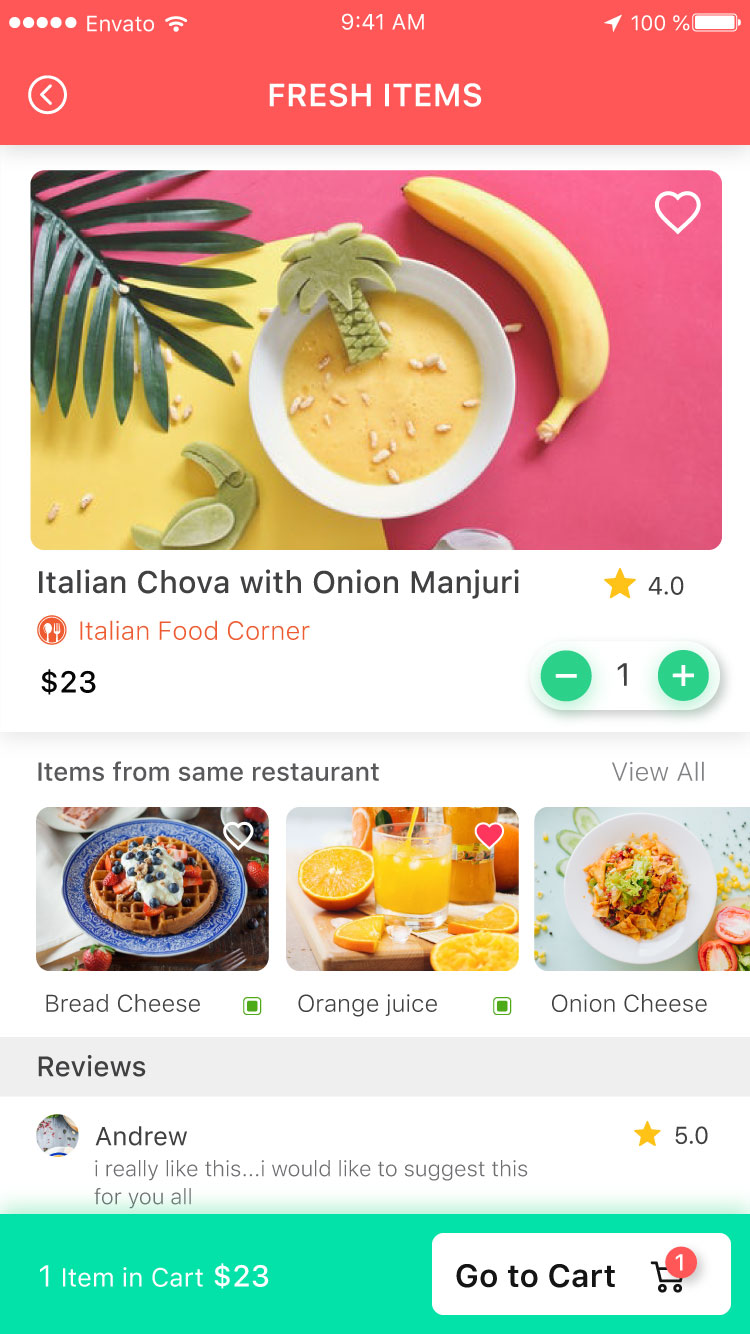 Envato 9:41 AM 100 %
FRESH ITEMS
Italian Chova with Onion Manjuri 4.0
Italian Food Corner
$23 1
Items from same restaurant View All
Bread Cheese Orange juice Onion Cheese
Reviews
Andrew 5.0
i really like this...i would like to suggest this
for you all
1 Item in Cart $23 Go to Cart 1